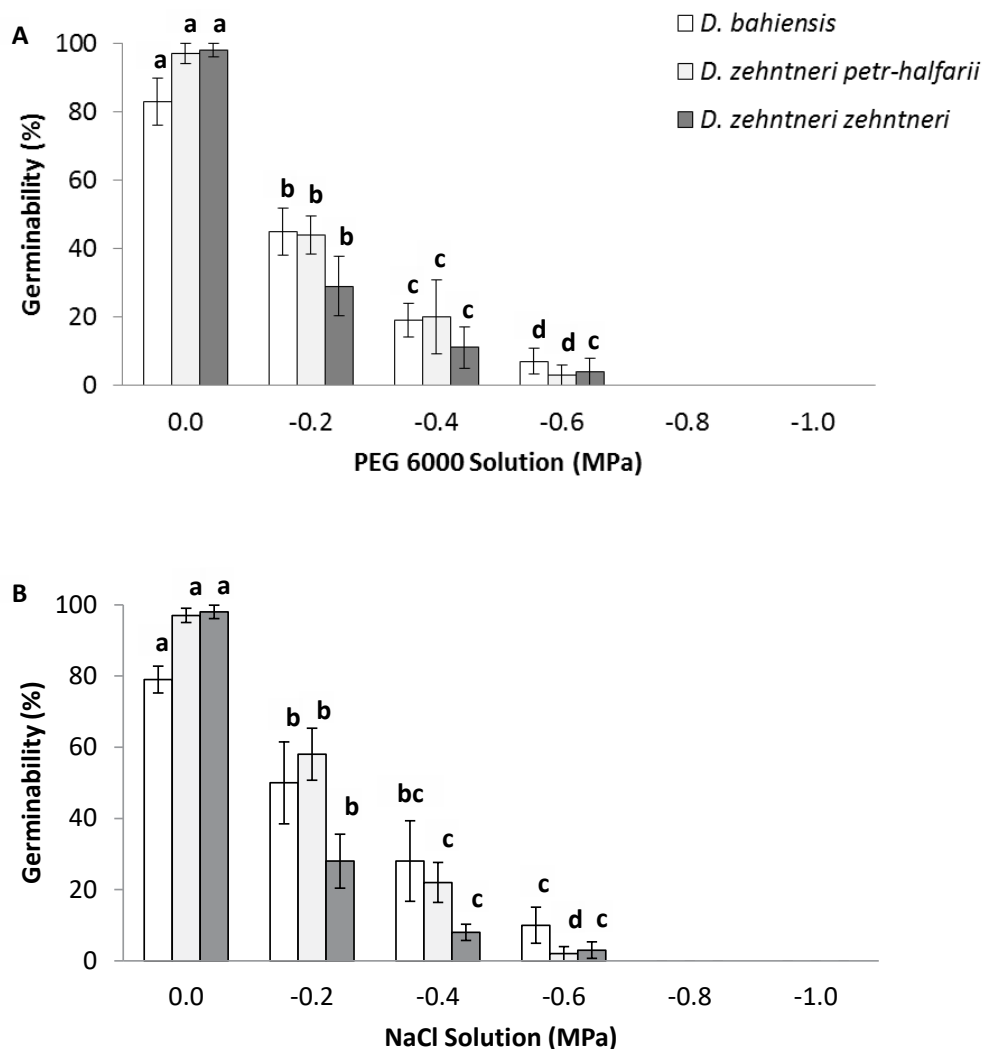 A
a a a
D. bahiensis
D. zehntneri petr-halfarii
D. zehntneri zehntneri
Germinability (%)
100
80
60
40
20
0
b b b
c c c
d d c
0.0 -0.2 -0.4 -0.6 -0.8 -1.0
PEG 6000 Solution (MPa)
B
a a a
Germinability (%)
100
80
60
40
20
0
b b b
bc c c
c d c
0.0 -0.2 -0.4 -0.6 -0.8 -1.0
NaCl Solution (MPa)